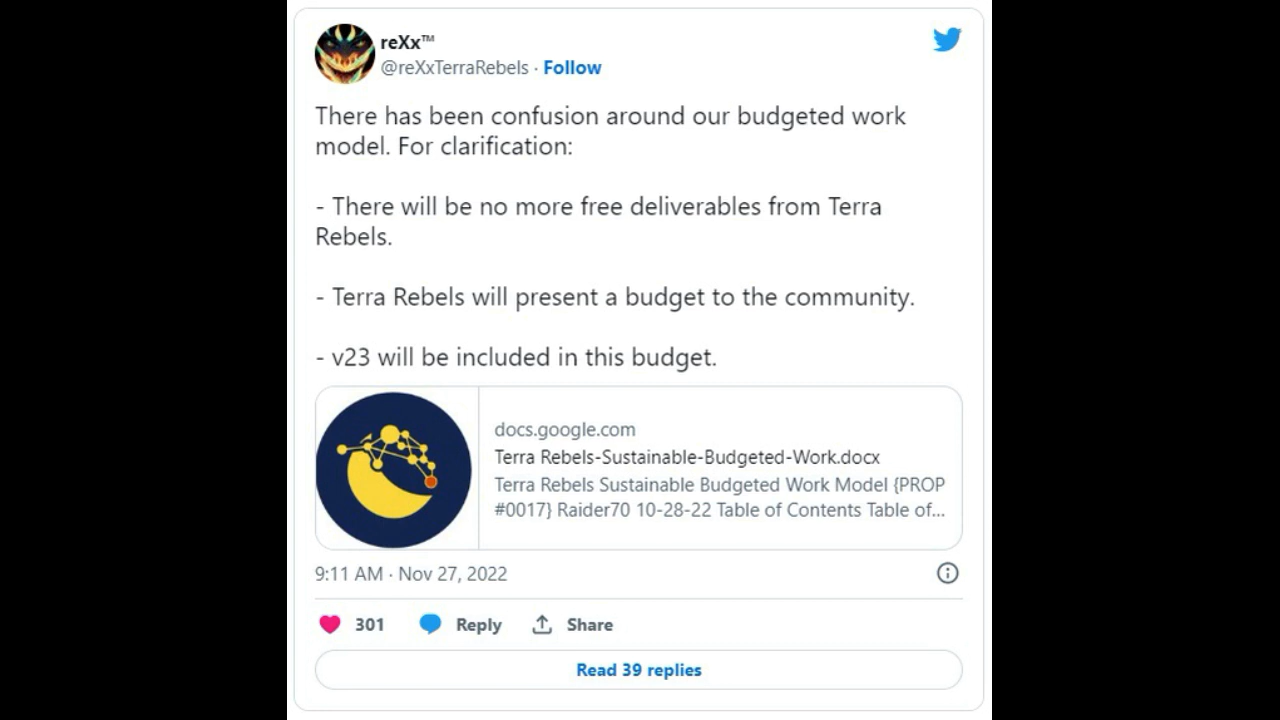 reXx™
@reXxTerraRebels · Follow
There has been confusion around our budgeted work
model. For clarification:
- There will be no more free deliverables from Terra
Rebels.
- Terra Rebels will present a budget to the community.
- v23 will be included in this budget.
docs.google.com
Terra Rebels-Sustainable-Budgeted-Work.docx
Terra Rebels Sustainable Budgeted Work Model {PROP
#0017} Raider70 10-28-22 Table of Contents Table of...
9:11 AM · Nov 27, 2022
301 Reply Share
Read 39 replies